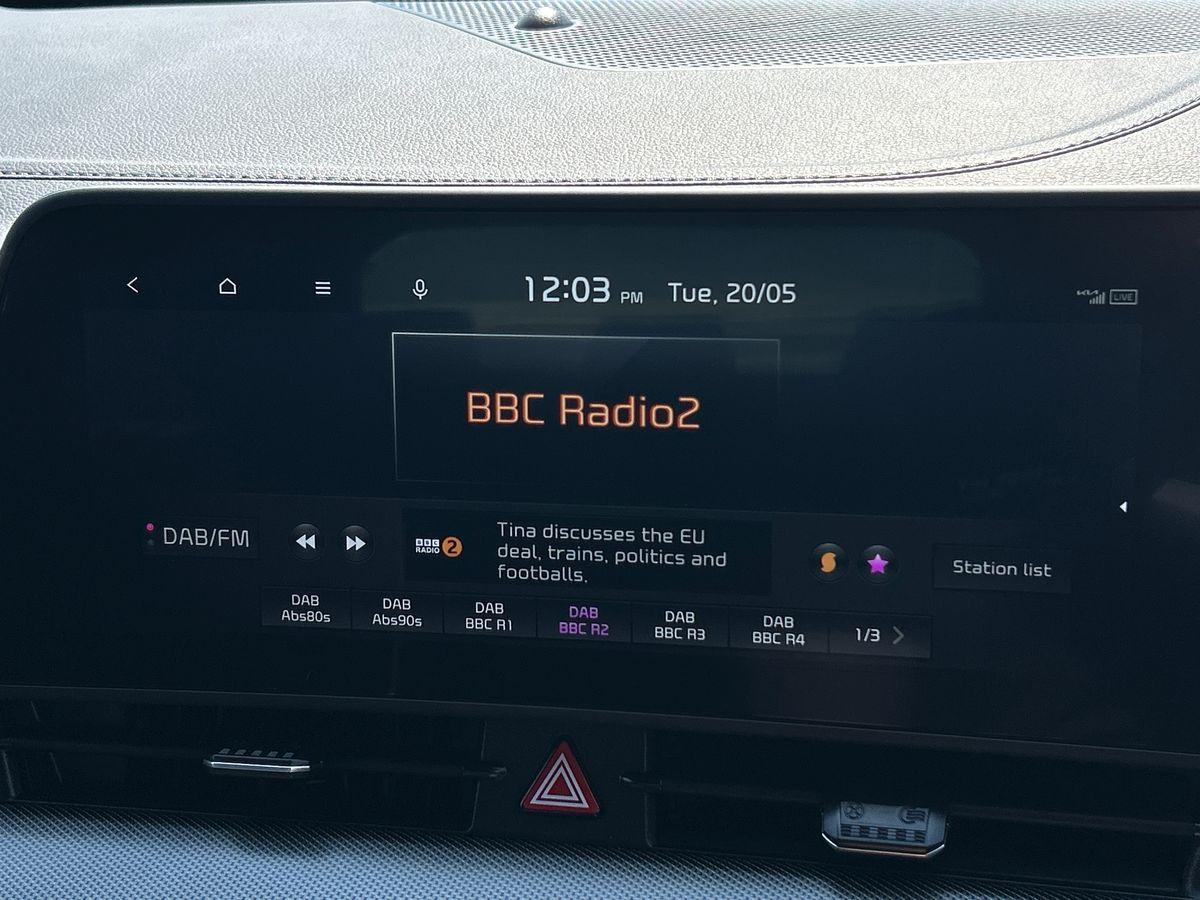 12:03 PM Tue, 20/05
KIA LIVE
BBC Radio2
DAB/FM
BBC RADIO 2
Tina discusses the EU
deal, trains, politics and
footballs.
Station list
DAB
Abs80s
DAB
Abs90s
DAB
BBC R1
DAB
BBC R2
DAB
BBC R3
DAB
BBC R4
1/3